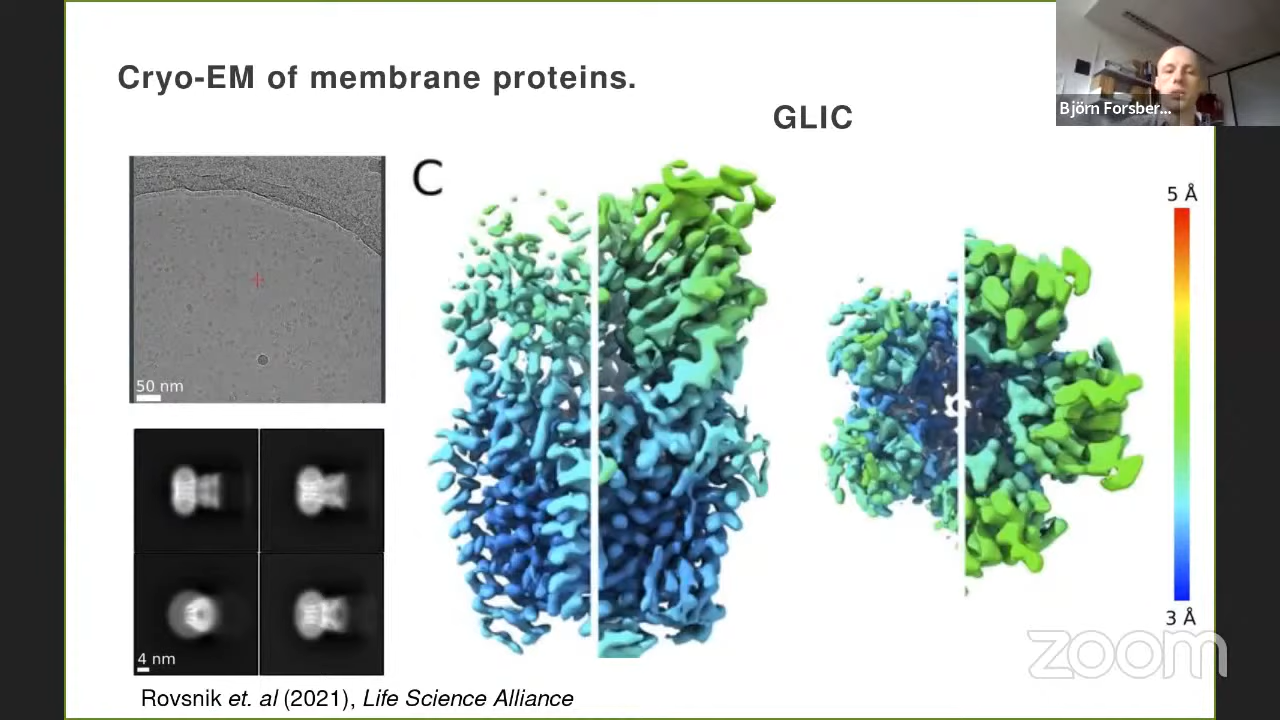 Cryo-EM of membrane proteins.
GLIC
Björn Forsber...
C
5 Å
50 nm
3 Å
4 nm
zoom
Rovsnik et. al (2021), Life Science Alliance